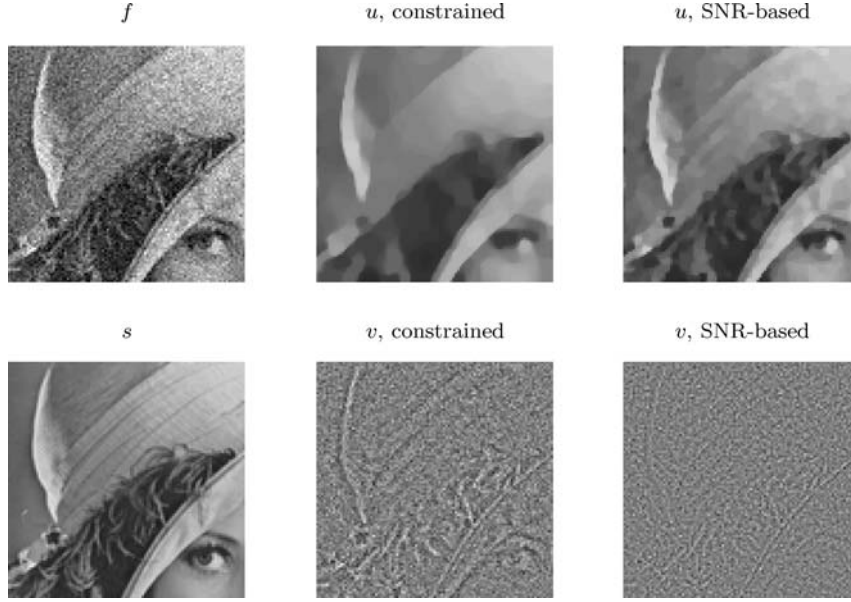 f
u, constrained
u, SNR-based
s
v, constrained
v, SNR-based